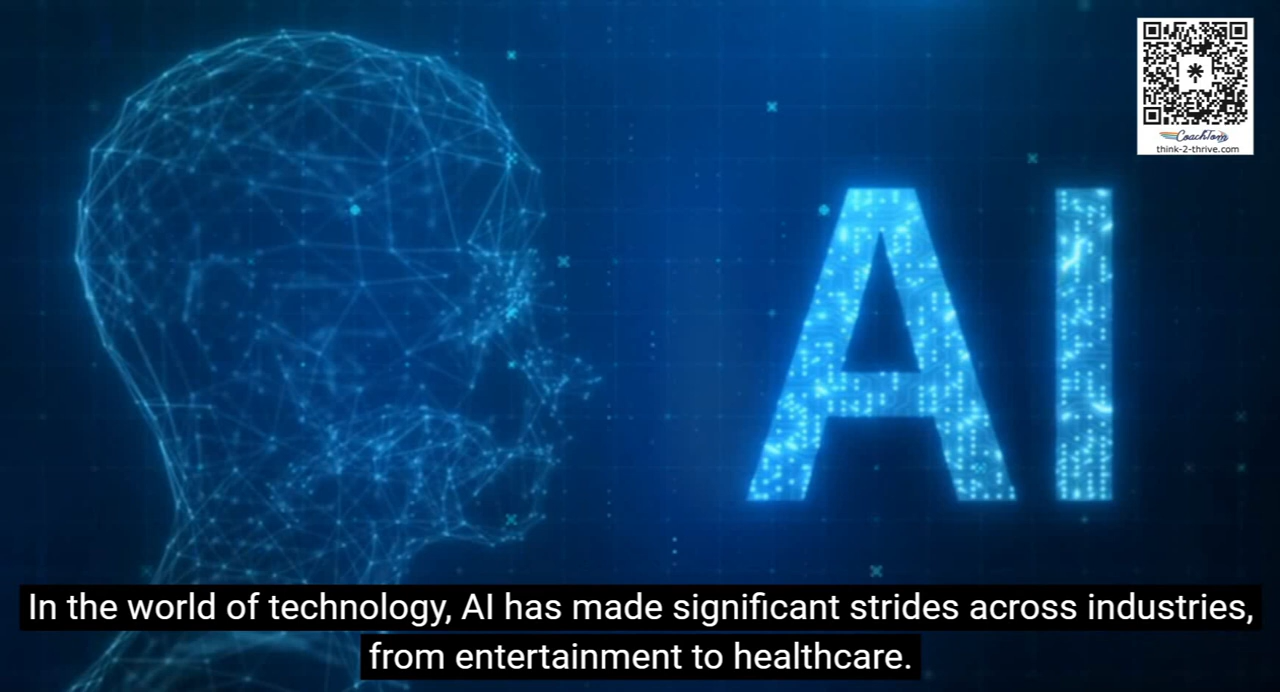 CoachTom
think-2-thrive.com
AI
In the world of technology, AI has made significant strides across industries,
from entertainment to healthcare.